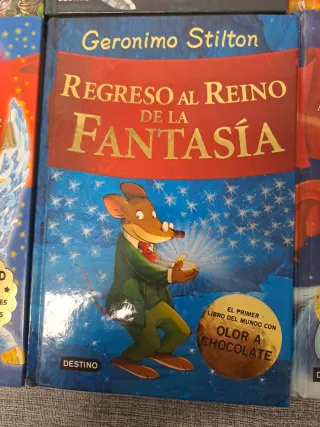 Geronimo Stilton
REGRESO AL REINO
DE LA
FANTASÍA
EL PRIMER
LIBRO DEL MUNDO CON
OLOR A
CHOCOLATE
DESTINO